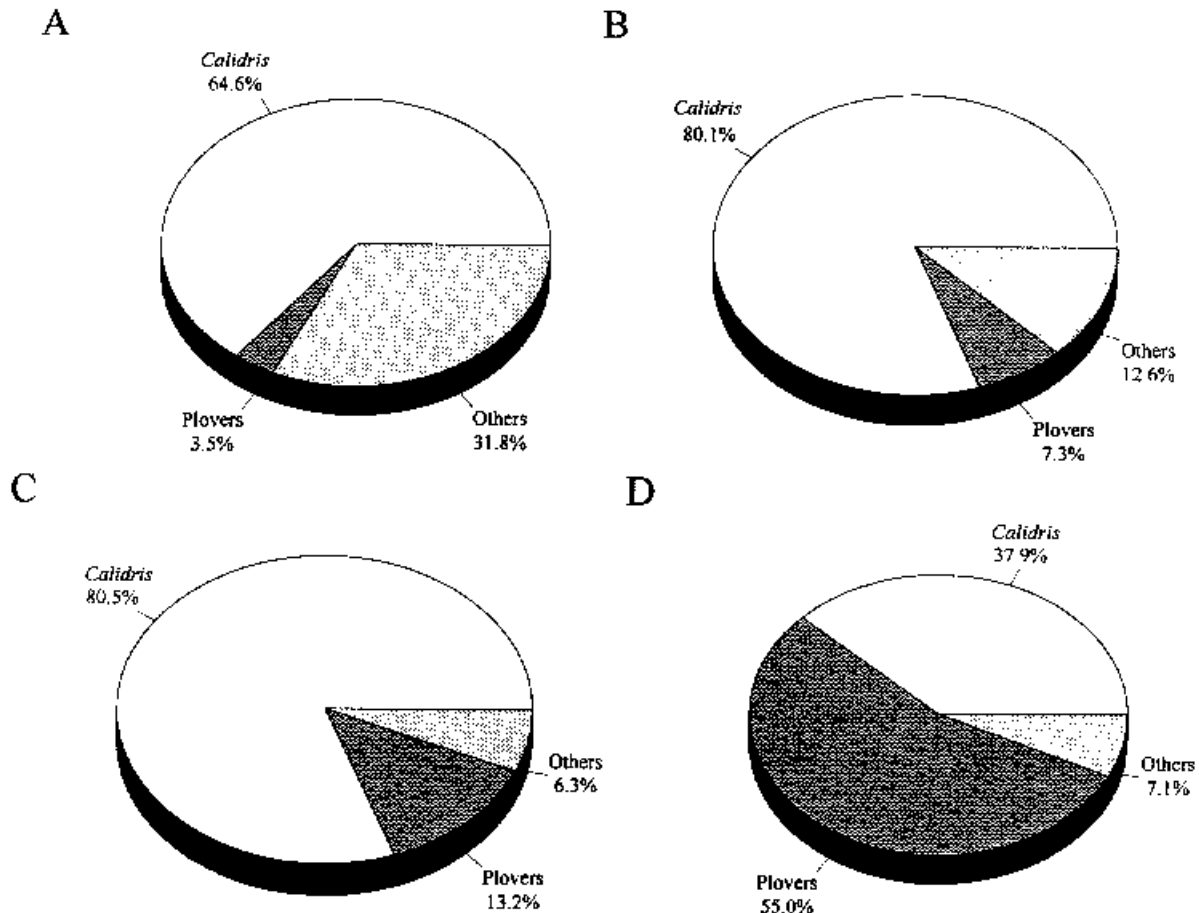 A
Calidris
64.6%
Plovers
3.5%
Others
31.8%
B
Calidris
80.1%
Others
12 6%
Plovers
7.3%
C
Calidris
80.5%
Others
6.3%
Plovers
13.2%
D
Calidris
37 9%
Others
7.1%
Plovers
55.0%